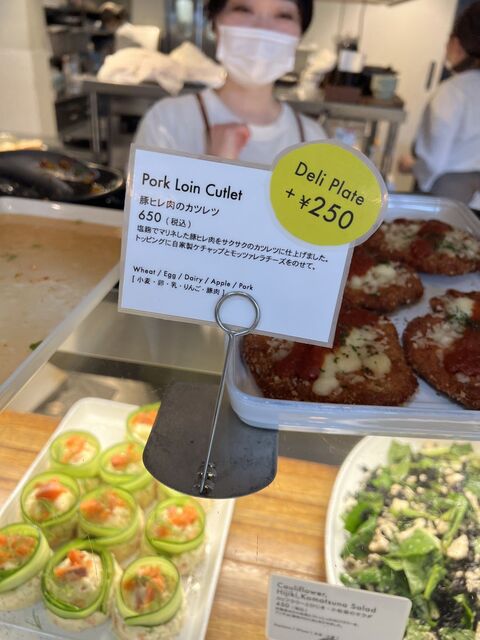 Pork Loin Cutlet
豚ヒレ肉のカツレツ
650 (税込)
塩麹でマリネした豚ヒレ肉をサクサクのカツレツに仕上げました。
トッピングに自家製ケチャップとモッツァレラチーズをのせて。
Wheat / Egg / Dairy / Apple / Pork
[ 小麦・卵・乳・りんご・豚肉 ]
Deli Plate
+ ¥250
Cauliflower,
Hijiki, Komatsuna Salad
450 (税込)